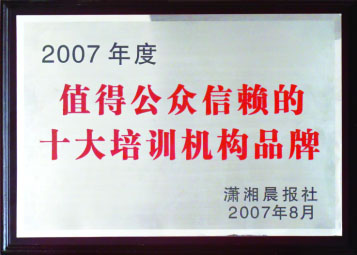 2007年度
值得公众信赖的
十大培训机构品牌
潇湘晨报社
2007年8月